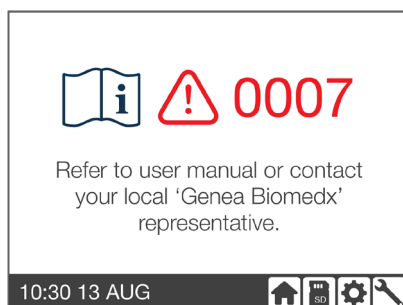 i ! 0007
Refer to user manual or contact
your local ‘Genea Biomedx’
representative.
10:30 13 AUG
SD